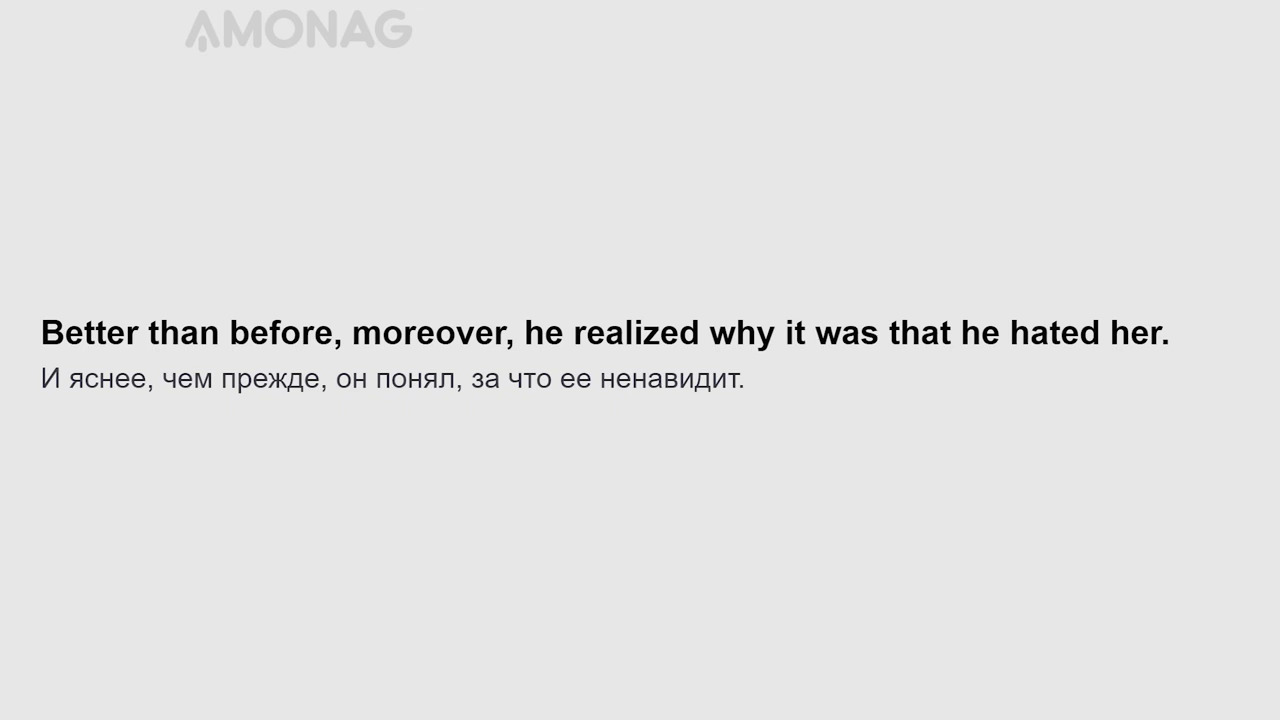 AMONAG
Better than before, moreover, he realized why it was that he hated her.
И яснее, чем прежде, он понял, за что ее ненавидит.